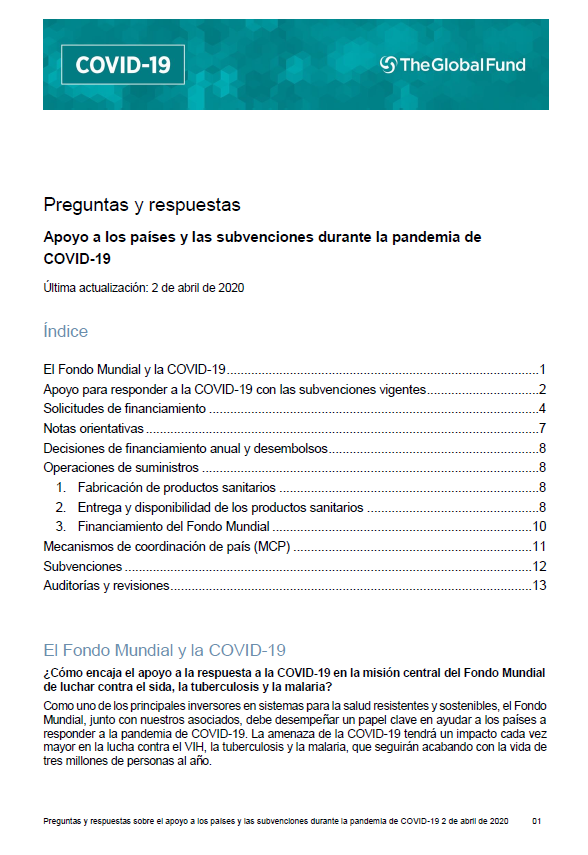 COVID-19
TheGlobalFund
Preguntas y respuestas
Apoyo a los países y las subvenciones durante la pandemia de
COVID-19
Última actualización: 2 de abril de 2020
Índice
El Fondo Mundial y la COVID-19..........1
Apoyo para responder a la COVID-19 con las subvenciones vigentes..........2
Solicitudes de financiamiento..........4
Notas orientativas..........7
Decisiones de financiamiento anual y desembolsos..........8
Operaciones de suministros..........8
1. Fabricación de productos sanitarios..........8
2. Entrega y disponibilidad de los productos sanitarios..........8
3. Financiamiento del Fondo Mundial..........10
Mecanismos de coordinación de país (MCP)..........11
Subvenciones..........12
Auditorías y revisiones..........13
El Fondo Mundial y la COVID-19
¿Cómo encaja el apoyo a la respuesta a la COVID-19 en la misión central del Fondo Mundial
de luchar contra el sida, la tuberculosis y la malaria?
Como uno de los principales inversores en sistemas para la salud resistentes y sostenibles, el Fondo
Mundial, junto con nuestros asociados, debe desempeñar un papel clave en ayudar a los países a
responder a la pandemia de COVID-19. La amenaza de la COVID-19 tendrá un impacto cada vez
mayor en la lucha contra el VIH, la tuberculosis y la malaria, que seguirán acabando con la vida de
tres millones de personas al año.
Preguntas y respuestas sobre el apoyo a los países y las subvenciones durante la pandemia de COVID-19 2 de abril de 2020 01